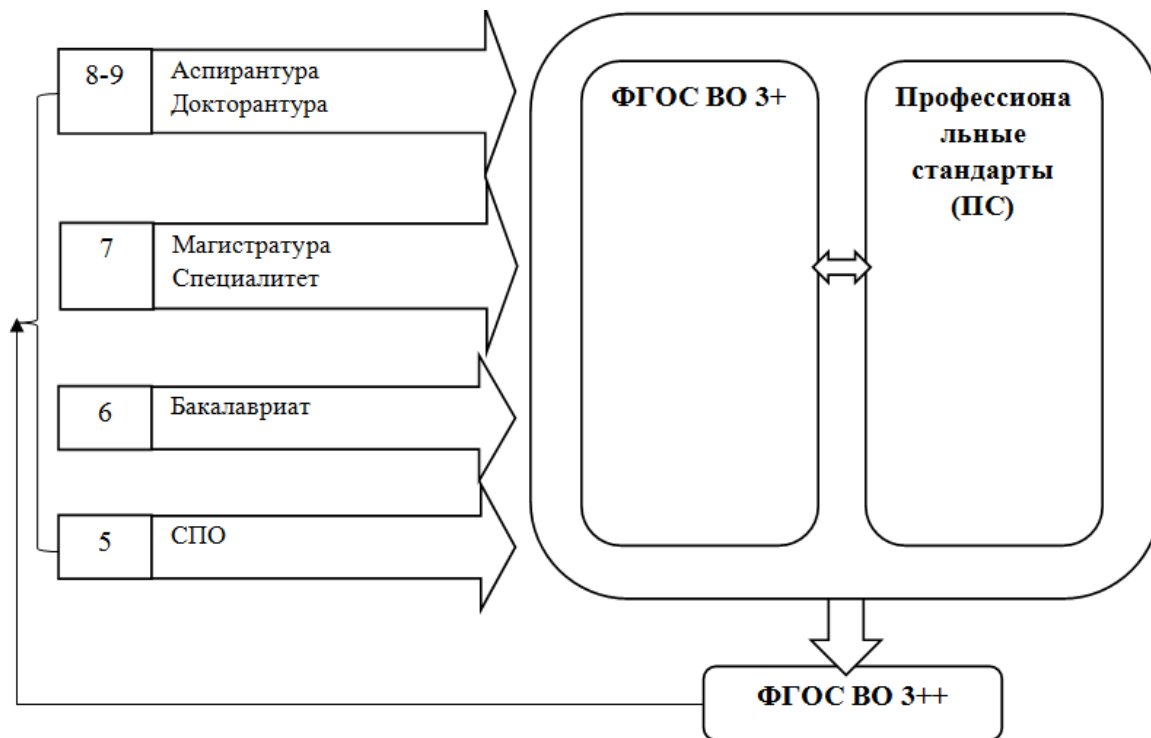 8-9
Аспирантура
Докторантура
7
Магистратура
Специалитет
6
Бакалавриат
5
СПО
ФГОС ВО 3+
Профессиона
льные
стандарты
(ПС)
ФГОС ВО 3++